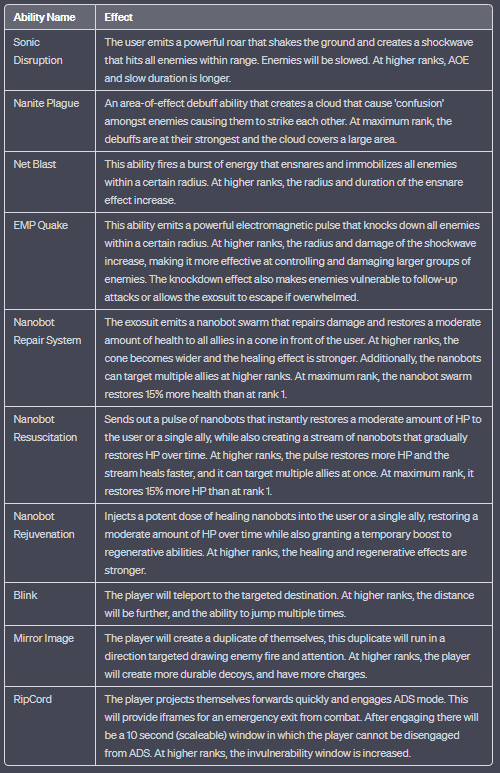 Ability Name Effect
Sonic Disruption The user emits a powerful roar that shakes the ground and creates a shockwave
that hits all enemies within range. Enemies will be slowed. At higher ranks, AOE
and slow duration is longer.
Nanite Plague An area-of-effect debuff ability that creates a cloud that cause 'confusion'
amongst enemies causing them to strike each other. At maximum rank, the
debuffs are at their strongest and the cloud covers a large area.
Net Blast This ability fires a burst of energy that ensnares and immobilizes all enemies
within a certain radius. At higher ranks, the radius and duration of the ensnare
effect increase.
EMP Quake This ability emits a powerful electromagnetic pulse that knocks down all enemies
within a certain radius. At higher ranks, the radius and damage of the shockwave
increase, making it more effective at controlling and damaging larger groups of
enemies. The knockdown effect also makes enemies vulnerable to follow-up
attacks or allows the exosuit to escape if overwhelmed.
Nanobot Repair System The exosuit emits a nanobot swarm that repairs damage and restores a moderate
amount of health to all allies in a cone in front of the user. At higher ranks, the
cone becomes wider and the healing effect is stronger. Additionally, the nanobots
can target multiple allies at higher ranks. At maximum rank, the nanobot swarm
restores 15% more health than at rank 1.
Nanobot Resuscitation Sends out a pulse of nanobots that instantly restores a moderate amount of HP to
the user or a single ally, while also creating a stream of nanobots that gradually
restores HP over time. At higher ranks, the pulse restores more HP and the
stream heals faster, and it can target multiple allies at once. At maximum rank, it
restores 15% more HP than at rank 1.
Nanobot Rejuvenation Injects a potent dose of healing nanobots into the user or a single ally, restoring a
moderate amount of HP over time while also granting a temporary boost to
regenerative abilities. At higher ranks, the healing and regenerative effects are
stronger.
Blink The player will teleport to the targeted destination. At higher ranks, the distance
will be further, and the ability to jump multiple times.
Mirror Image The player will create a duplicate of themselves, this duplicate will run in a
direction targeted drawing enemy fire and attention. At higher ranks, the player
will create more durable decoys, and have more charges.
RipCord The player projects themselves forwards quickly and engages ADS mode. This
will provide iframes for an emergency exit from combat. After engaging there will
be a 10 second (scaleable) window in which the player cannot be disengaged
from ADS. At higher ranks, the invulnerability window is increased.